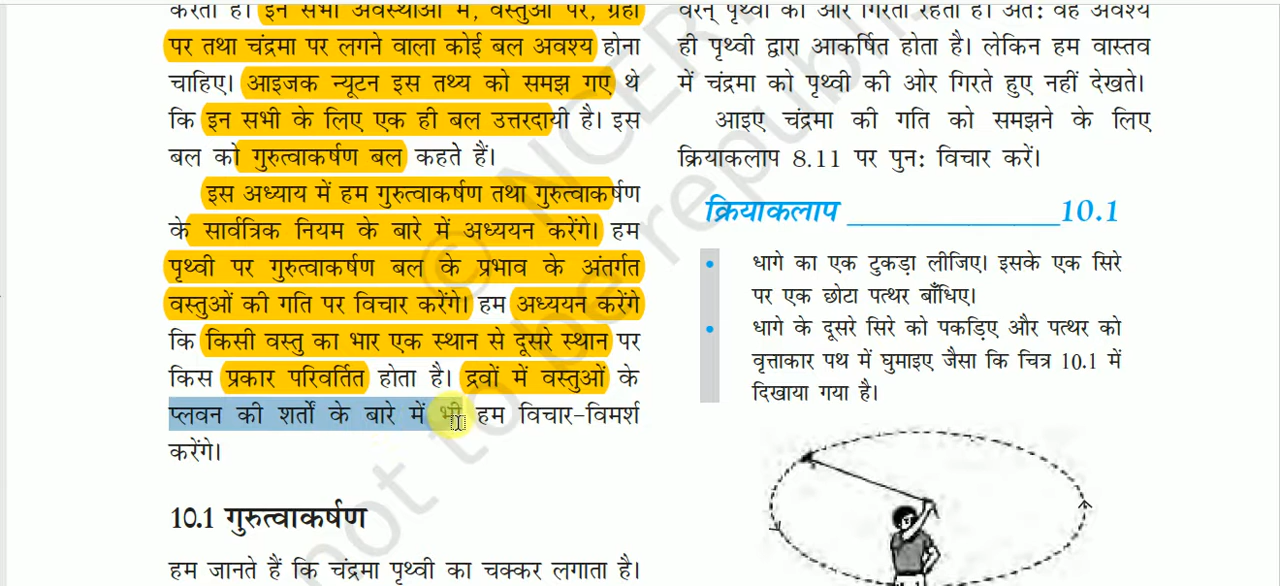 करता है। इन सभी अवस्थाओं में, वस्तुओं पर, ग्रहों
पर तथा चंद्रमा पर लगने वाला कोई बल अवश्य होना
चाहिए। आइजक न्यूटन इस तथ्य को समझ गए थे
कि इन सभी के लिए एक ही बल उत्तरदायी है। इस
बल को गुरुत्वाकर्षण बल कहते हैं।
इस अध्याय में हम गुरुत्वाकर्षण तथा गुरुत्वाकर्षण
के सार्वत्रिक नियम के बारे में अध्ययन करेंगे। हम
पृथ्वी पर गुरुत्वाकर्षण बल के प्रभाव के अंतर्गत
वस्तुओं की गति पर विचार करेंगे। हम अध्ययन करेंगे
कि किसी वस्तु का भार एक स्थान से दूसरे स्थान पर
किस प्रकार परिवर्तित होता है। द्रवों में वस्तुओं के
प्लवन की शर्तों के बारे में भी हम विचार-विमर्श
करेंगे।
10.1 गुरुत्वाकर्षण
हम जानते हैं कि चंद्रमा पृथ्वी का चक्कर लगाता है।
वरन् पृथ्वी की ओर गिरता रहता है। अत: वह अवश्य
ही पृथ्वी द्वारा आकर्षित होता है। लेकिन हम वास्तव
में चंद्रमा को पृथ्वी की ओर गिरते हुए नहीं देखते।
आइए चंद्रमा की गति को समझने के लिए
क्रियाकलाप 8.11 पर पुन: विचार करें।
क्रियाकलाप ______________ 10.1
• धागे का एक टुकड़ा लीजिए। इसके एक सिरे
पर एक छोटा पत्थर बाँधिए।
• धागे के दूसरे सिरे को पकड़िए और पत्थर को
वृत्ताकार पथ में घुमाइए जैसा कि चित्र 10.1 में
दिखाया गया है।
© NCER
not to be republi